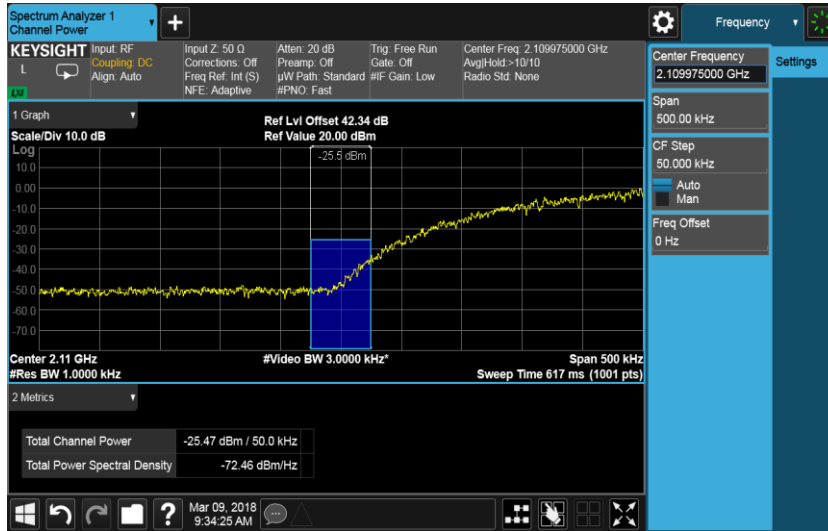 Spectrum Analyzer 1
Channel Power
+
Frequency
KEYSIGHT
L
LXI
Input: RF
Coupling: DC
Align: Auto
Input Z: 50 Ω
Corrections: Off
Freq Ref: Int (S)
NFE: Adaptive
Atten: 20 dB
Preamp: Off
µW Path: Standard
#PNO: Fast
Trig: Free Run
Gate: Off
#IF Gain: Low
Center Freq: 2.109975000 GHz
Avg|Hold:>10/10
Radio Std: None
Center Frequency
2.109975000 GHz
Settings
Span
500.00 kHz
CF Step
50.000 kHz
Auto
Man
Freq Offset
0 Hz
1 Graph
Scale/Div 10.0 dB
Ref Lvl Offset 42.34 dB
Ref Value 20.00 dBm
Log
-25.5 dBm
10.0
0.00
-10.0
-20.0
-30.0
-40.0
-50.0
-60.0
-70.0
Center 2.11 GHz
#Video BW 3.0000 kHz*
Span 500 kHz
#Res BW 1.0000 kHz
Sweep Time 617 ms (1001 pts)
2 Metrics
Total Channel Power
-25.47 dBm / 50.0 kHz
Total Power Spectral Density
-72.46 dBm/Hz
?
Mar 09, 2018
9:34:25 AM